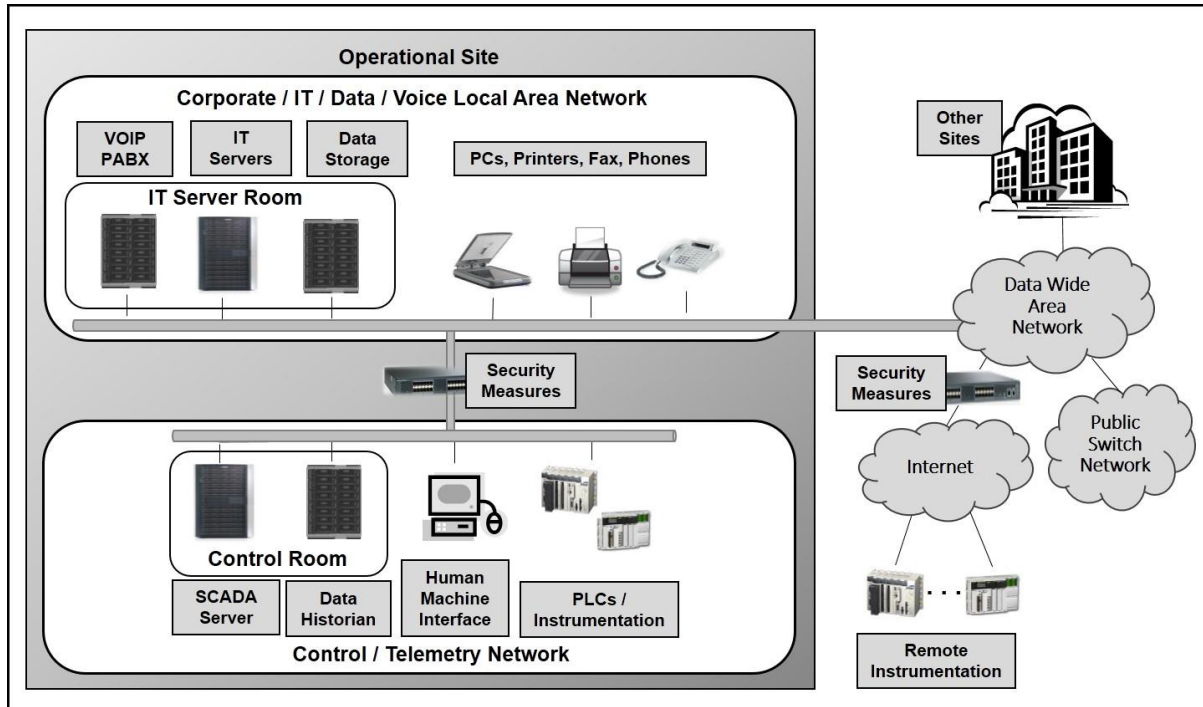 Operational Site
Corporate / IT / Data / Voice Local Area Network
VOIP
PABX
IT
Servers
Data
Storage
PCs, Printers, Fax, Phones
IT Server Room
Other
Sites
Data Wide
Area
Network
Security
Measures
Security
Measures
Public
Switch
Network
Internet
Control Room
SCADA
Server
Data
Historian
Human
Machine
Interface
PLCs /
Instrumentation
Control / Telemetry Network
...
Remote
Instrumentation